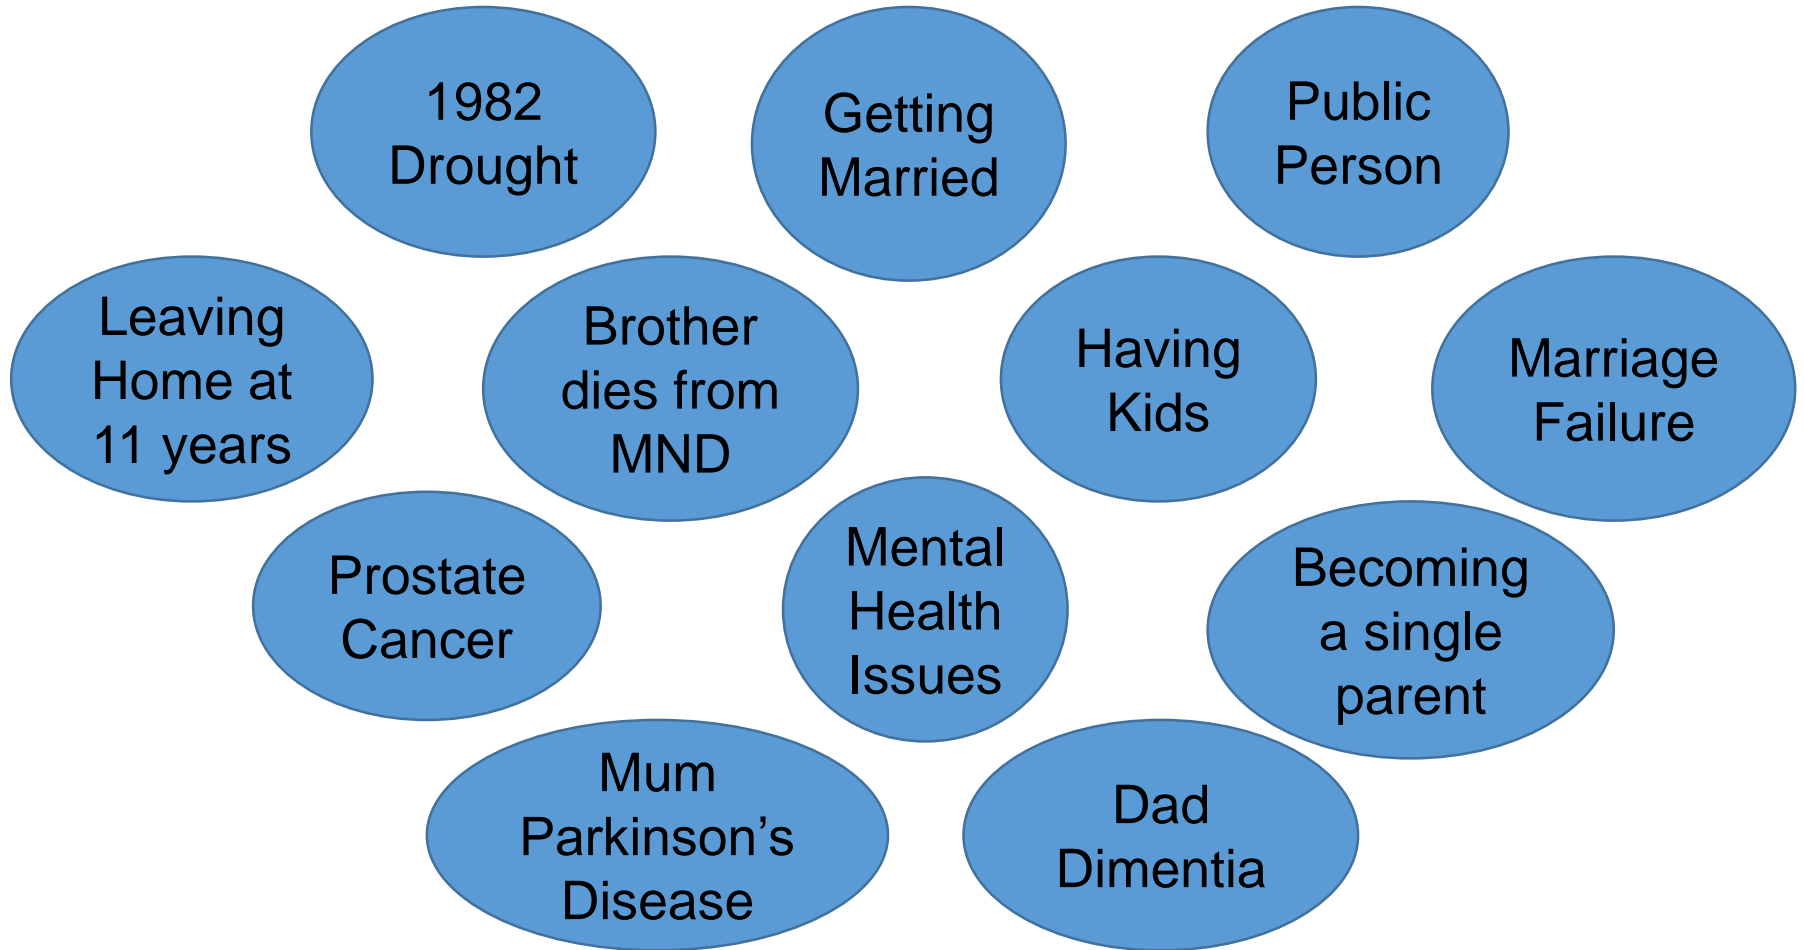 1982
Drought
Getting
Married
Public
Person
Leaving
Home at
11 years
Brother
dies from
MND
Having
Kids
Marriage
Failure
Prostate
Cancer
Mental
Health
Issues
Becoming
a single
parent
Mum
Parkinson’s
Disease
Dad
Dimentia